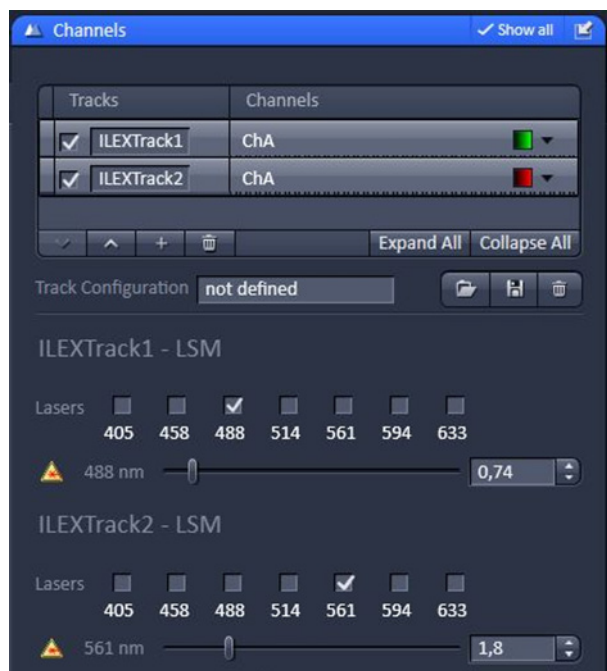 Channels Show all
Tracks Channels
ILEXTrack1 ChA
ILEXTrack2 ChA
Expand All Collapse All
Track Configuration not defined
ILEXTrack1 - LSM
Lasers
405 458 488 514 561 594 633
488 nm 0,74
ILEXTrack2 - LSM
Lasers
405 458 488 514 561 594 633
561 nm 1,8